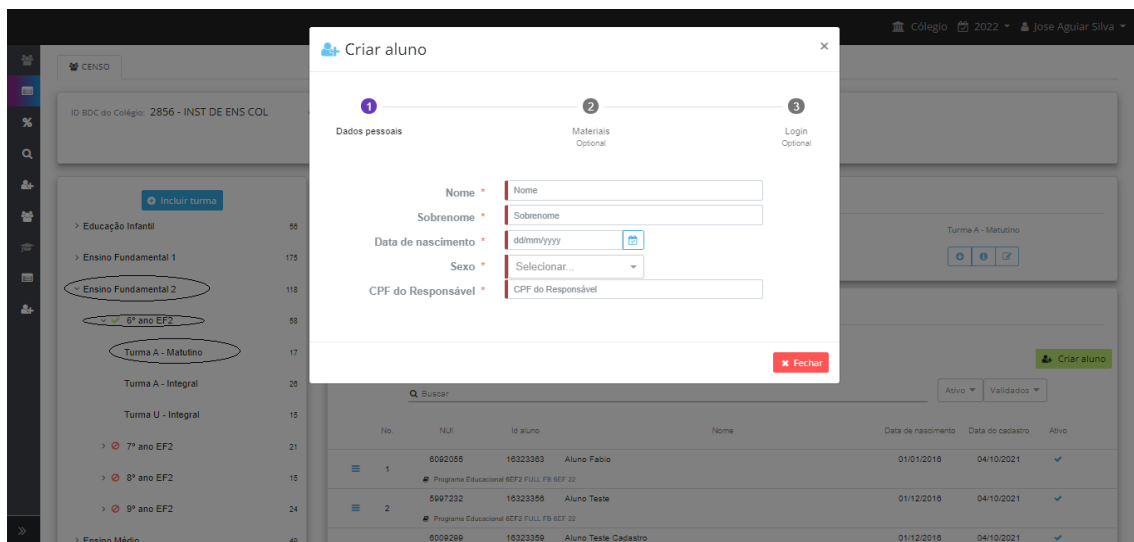 Cólegio 2022 Jose Aguiar Silva
CENSO
ID BDC do Colégio: 2856 - INST DE ENS COL
Criar aluno ×
1 2 3
Dados pessoais Materiais Login
Optional Optional
Nome * Nome
Sobrenome * Sobrenome
Data de nascimento * dd/mm/yyyy
Sexo * Selecionar...
CPF do Responsável * CPF do Responsável
Fechar
Incluir turma
Educação Infantil 56
Ensino Fundamental 1 175
Ensino Fundamental 2 118
6º ano EF2 58
Turma A - Matutino 17
Turma A - Integral 26
Turma U - Integral 15
7º ano EF2 21
8º ano EF2 15
9º ano EF2 24
Ensino Médio 49
Turma A - Matutino
Criar aluno
Buscar Ativo Validados
No. NUI Id aluno Nome Data de nascimento Data do cadastro Ativo
1 6092055 16323363 Aluno Fabio 01/01/2016 04/10/2021
Programa Educacional 6EF2 FULL FB 6EF 22
2 5997232 16323356 Aluno Teste 01/12/2016 04/10/2021
Programa Educacional 6EF2 FULL FB 6EF 22
6009299 16323359 Aluno Teste Cadastro 01/12/2016 04/10/2021